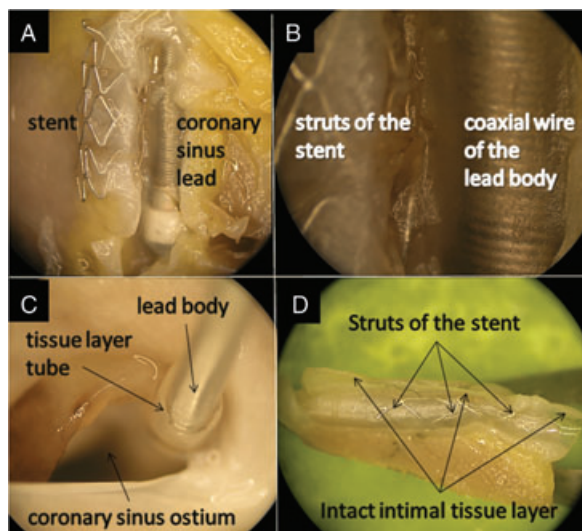 A
stent
coronary
sinus
lead
B
struts of the
stent
coaxial wire
of the
lead body
C
lead body
tissue layer
tube
coronary sinus ostium
D
Struts of the stent
Intact intimal tissue layer